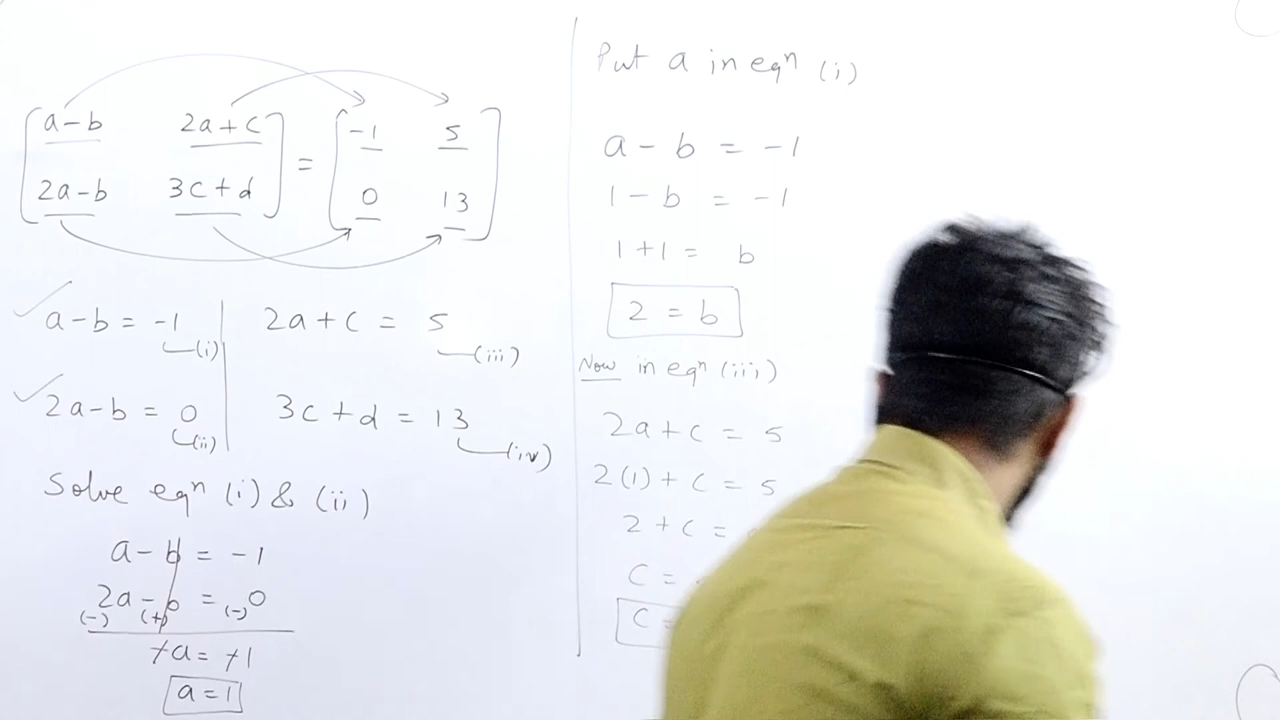 a-b 2a+c = -1 5
2a-b 3c+d 0 13
a-b = -1 (i)
2a-b = 0 (ii)
2a+c = 5 (iii)
3c+d = 13 (iv)
Solve eqⁿ (i) & (ii)
a-b = -1
2a-b = 0
(-) (+) (-)
-a = -1
a=1
Put a in eqⁿ (i)
a-b = -1
1-b = -1
1+1 = b
2 = b
Now in eqⁿ (iii)
2a+c = 5
2(1)+c = 5
2+c =
c =
c =